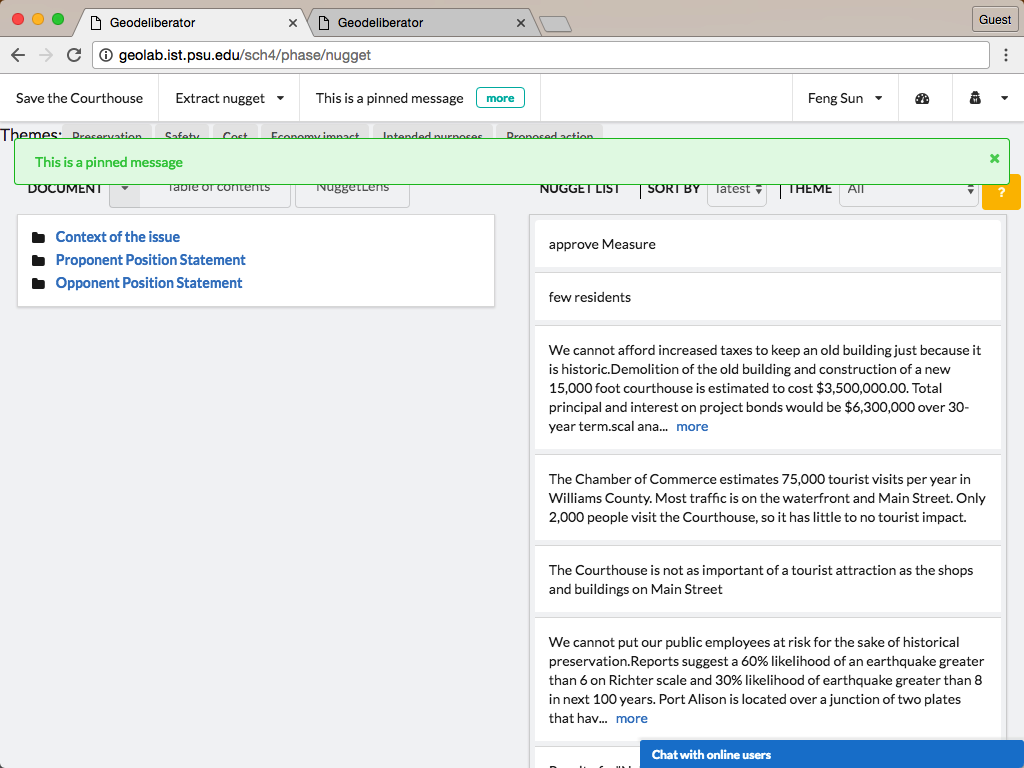 Geodeliberator
Geodeliberator
Guest
geolab.ist.psu.edu/sch4/phase/nugget
Save the Courthouse
Extract nugget
This is a pinned message
more
Feng Sun
Themes:
Preservation
Safety
Cost
Economy impact
Intended purposes
Proposed action
This is a pinned message
DOCUMENT
Table of contents
NuggetLens
NUGGET LIST
SORT BY
latest
THEME
All
?
Context of the issue
Proponent Position Statement
Opponent Position Statement
approve Measure
few residents
We cannot afford increased taxes to keep an old building just because it
is historic.Demolition of the old building and construction of a new
15,000 foot courthouse is estimated to cost $3,500,000.00. Total
principal and interest on project bonds would be $6,300,000 over 30-
year term.scal ana... more
The Chamber of Commerce estimates 75,000 tourist visits per year in
Williams County. Most traffic is on the waterfront and Main Street. Only
2,000 people visit the Courthouse, so it has little to no tourist impact.
The Courthouse is not as important of a tourist attraction as the shops
and buildings on Main Street
We cannot put our public employees at risk for the sake of historical
preservation.Reports suggest a 60% likelihood of an earthquake greater
than 6 on Richter scale and 30% likelihood of earthquake greater than 8
in next 100 years. Port Alison is located over a junction of two plates
that hav... more
Chat with online users